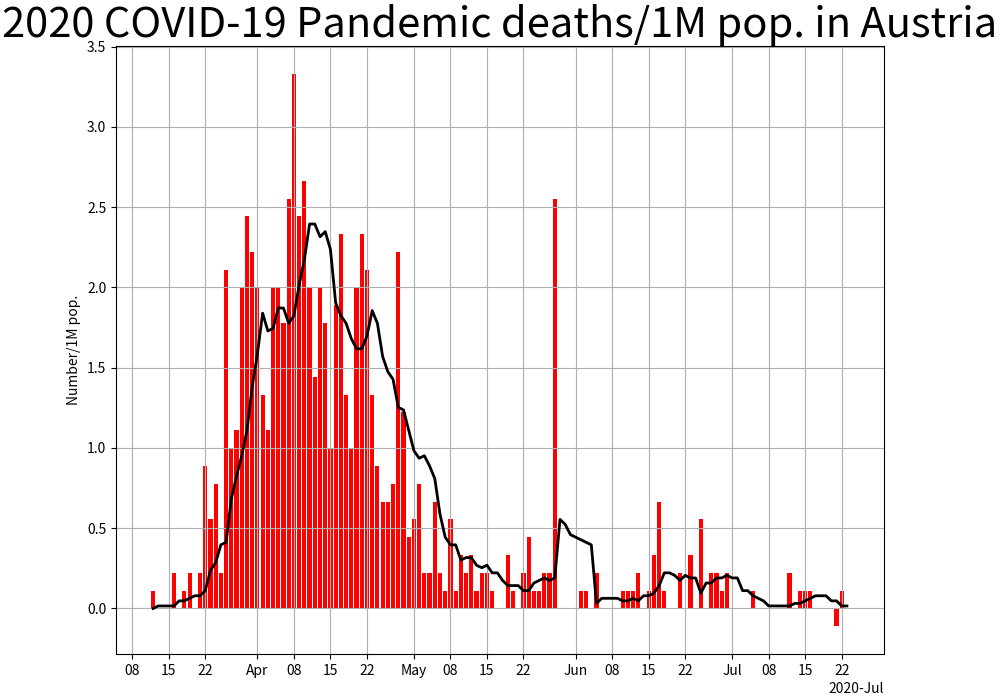 2020 COVID-19 Pandemic deaths/1M pop. in Austria
3.5
3.0
2.5
2.0
1.5
1.0
0.5
0.0
Number/1M pop.
08 15 22 Apr 08 15 22 May 08 15 22 Jun 08 15 22 Jul 08 15 22
2020-Jul